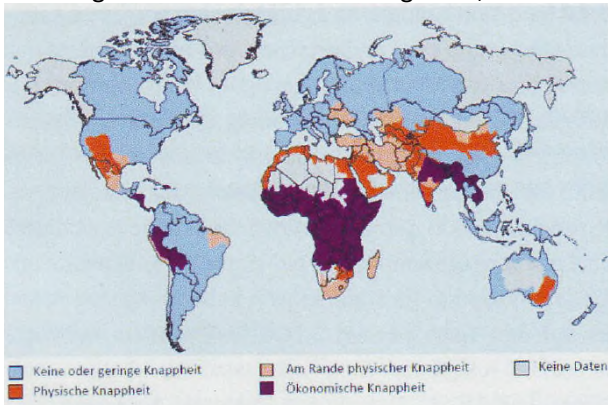 Keine oder geringe Knappheit
Am Rande physischer Knappheit
Keine Daten
Physische Knappheit
Ökonomische Knappheit